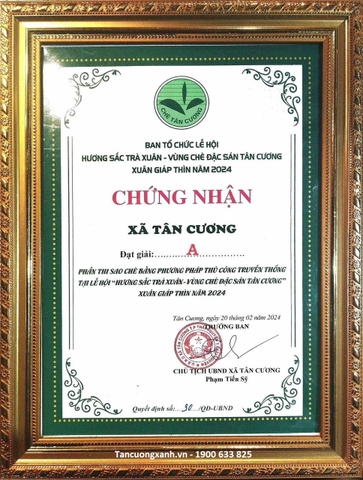 CHÈ TÂN CƯƠNG
BAN TỔ CHỨC LỄ HỘI
HƯƠNG SẮC TRÀ XUÂN - VÙNG CHÈ ĐẶC SẢN TÂN CƯƠNG
XUÂN GIÁP THÌN NĂM 2024
CHỨNG NHẬN
XÃ TÂN CƯƠNG
Đạt giải:......A......
PHẦN THI SAO CHÈ BẰNG PHƯƠNG PHÁP THỦ CÔNG TRUYỀN THỐNG
TẠI LỄ HỘI "HƯƠNG SẮC TRÀ XUÂN - VÙNG CHÈ ĐẶC SẢN TÂN CƯƠNG"
XUÂN GIÁP THÌN NĂM 2024
Tân Cương, ngày 20 tháng 02 năm 2024
TRƯỞNG BAN
CHỦ TỊCH UBND XÃ TÂN CƯƠNG
Phạm Tiến Sỹ
Quyết định số:...30.../QĐ-UBND
Tancuongxanh.vn - 1900 633 825